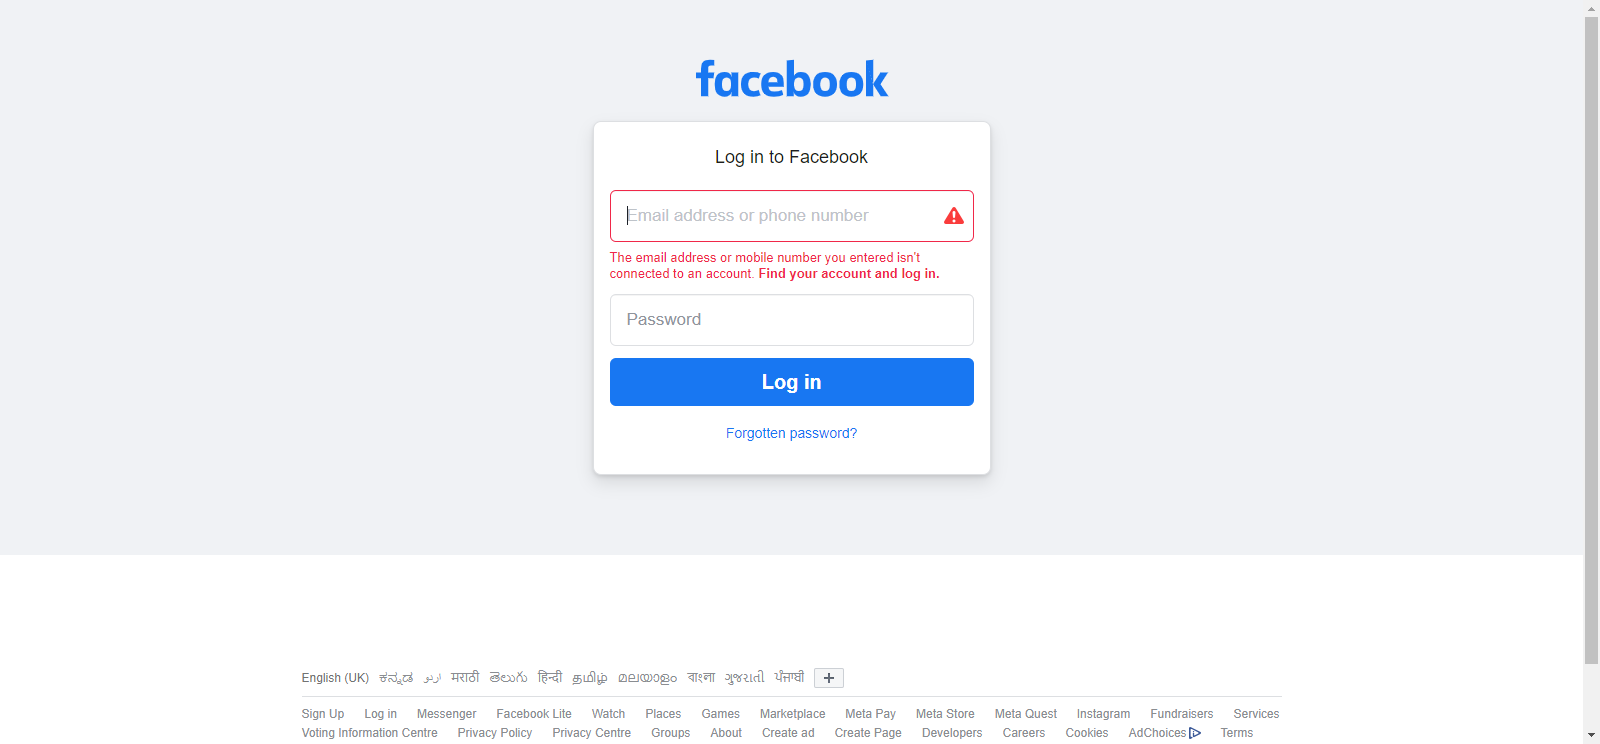 facebook
Log in to Facebook
Email address or phone number
The email address or mobile number you entered isn't
connected to an account. Find your account and log in.
Password
Log in
Forgotten password?
English (UK) ಕನ್ನಡ اردو मराठी తెలుగు हिन्दी தமிழ் മലയാളം বাংলা ગુજરાતી ਪੰਜਾਬੀ +
Sign Up Log in Messenger Facebook Lite Watch Places Games Marketplace Meta Pay Meta Store Meta Quest Instagram Fundraisers Services
Voting Information Centre Privacy Policy Privacy Centre Groups About Create ad Create Page Developers Careers Cookies AdChoices Terms